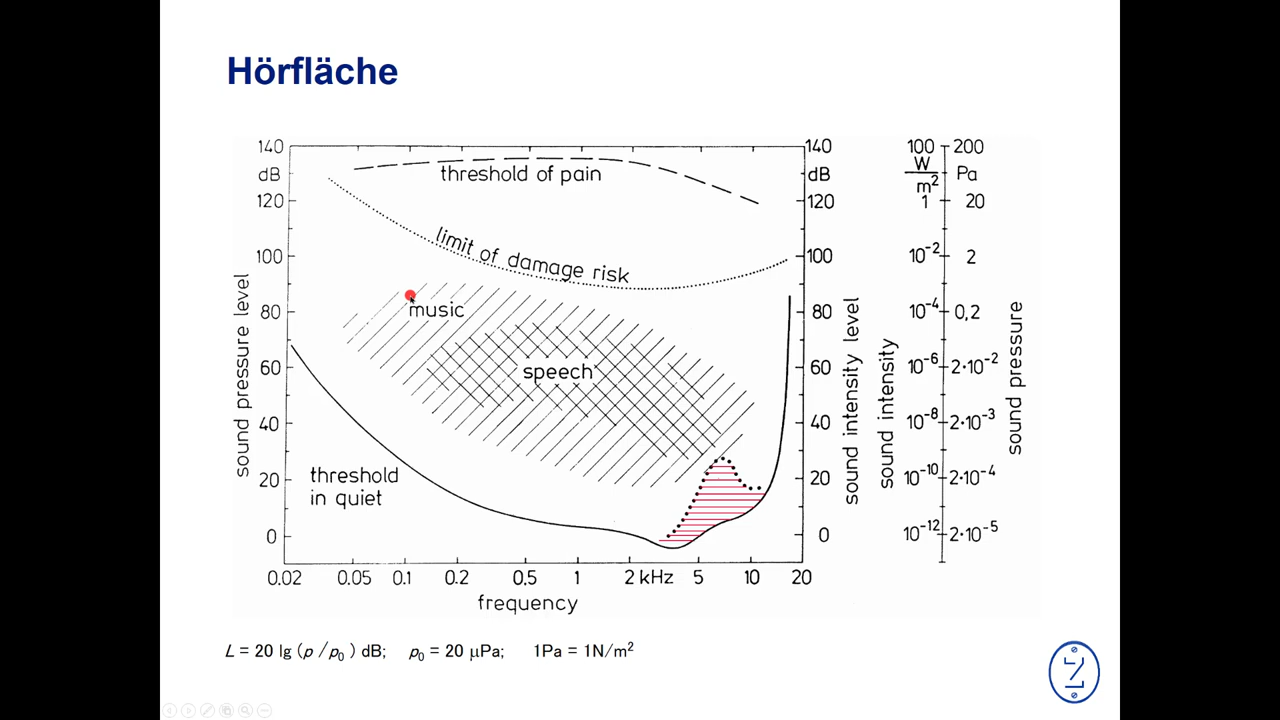 Hörfläche
140 140 100 200
dB dB W/m² Pa
threshold of pain
120 120 1 20
limit of damage risk
100 100 10⁻² 2
music
80 80 10⁻⁴ 0,2
speech
60 60 10⁻⁶ 2·10⁻²
40 40 10⁻⁸ 2·10⁻³
threshold
in quiet
20 20 10⁻¹⁰ 2·10⁻⁴
0 0 10⁻¹² 2·10⁻⁵
sound pressure level
sound intensity level
sound intensity
sound pressure
0.02 0.05 0.1 0.2 0.5 1 2 kHz 5 10 20
frequency
L = 20 lg (p/p₀) dB; p₀ = 20 µPa; 1Pa = 1N/m²